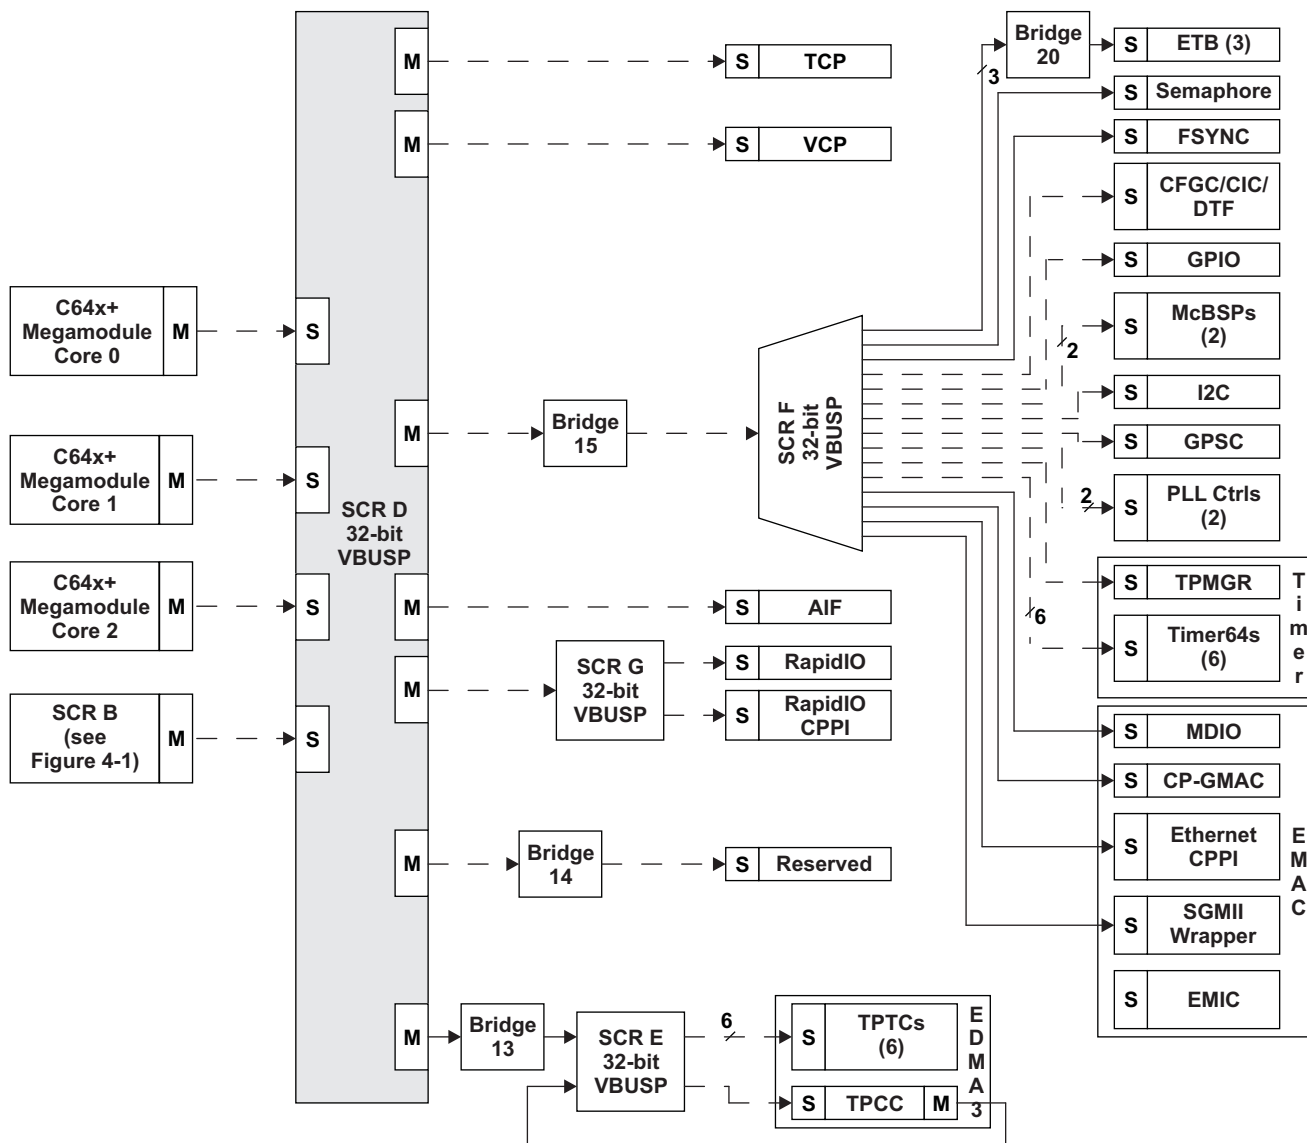 C64x+
Megamodule
Core 0
M
C64x+
Megamodule
Core 1
M
C64x+
Megamodule
Core 2
M
SCR B
(see
Figure 4-1)
M
S
S
S
S
SCR D
32-bit
VBUSP
M
M
M
M
M
M
M
S
TCP
S
VCP
Bridge
15
SCR F
32-bit
VBUSP
S
AIF
SCR G
32-bit
VBUSP
S
RapidIO
S
RapidIO
CPPI
Bridge
14
S
Reserved
Bridge
13
SCR E
32-bit
VBUSP
6
S
TPTCs
(6)
S
TPCC
M
EDMA3
3
Bridge
20
S
ETB (3)
S
Semaphore
S
FSYNC
S
CFGC/CIC/
DTF
S
GPIO
2
S
McBSPs
(2)
S
I2C
S
GPSC
2
S
PLL Ctrls
(2)
S
TPMGR
6
S
Timer64s
(6)
Timer
S
MDIO
S
CP-GMAC
S
Ethernet
CPPI
S
SGMII
Wrapper
S
EMIC
EMAC